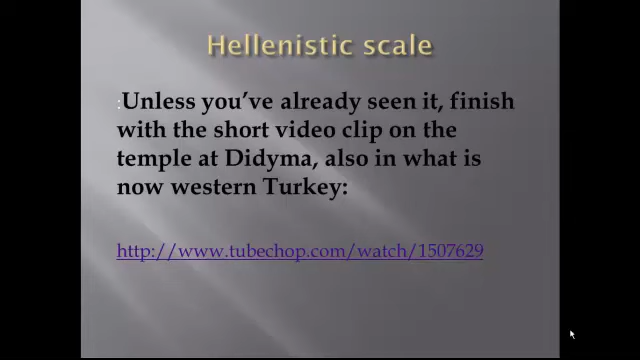 Hellenistic scale
:Unless you've already seen it, finish
with the short video clip on the
temple at Didyma, also in what is
now western Turkey:
http://www.tubechop.com/watch/1507629